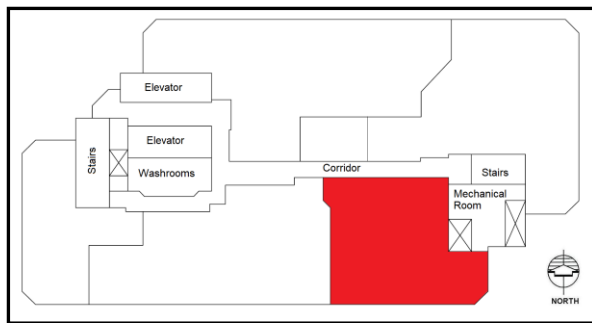 Elevator
Elevator
Stairs
Washrooms
Corridor
Stairs
Mechanical
Room
NORTH